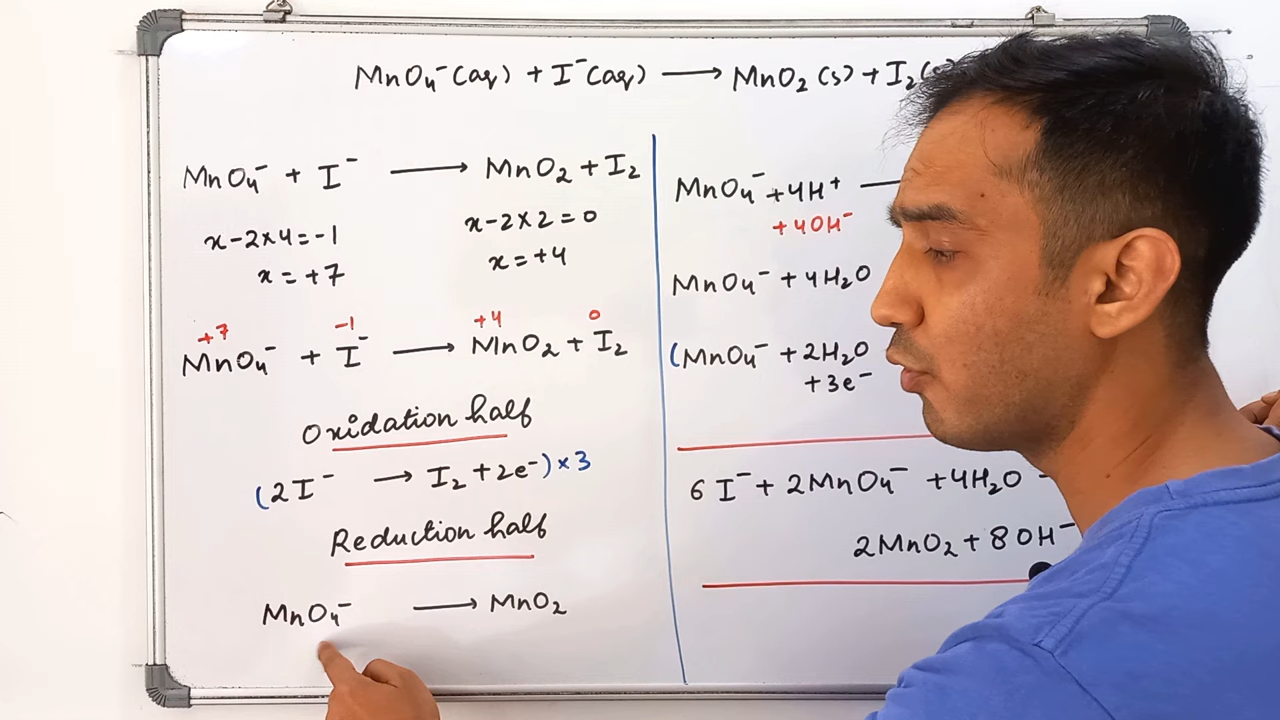 MnO₄⁻(aq) + I⁻(aq) ⟶ MnO₂(s) + I₂(
MnO₄⁻ + I⁻ ⟶ MnO₂ + I₂
x-2×4=-1
x=+7
x-2×2=0
x=+4
+7 -1 +4 0
MnO₄⁻ + I⁻ ⟶ MnO₂ + I₂
Oxidation half
(2I⁻ ⟶ I₂ + 2e⁻)×3
Reduction half
MnO₄⁻ ⟶ MnO₂
MnO₄⁻ + 4H⁺
+4OH⁻
MnO₄⁻ + 4H₂O
(MnO₄⁻ + 2H₂O
+3e⁻
6I⁻ + 2MnO₄⁻ + 4H₂O
2MnO₂ + 8OH⁻